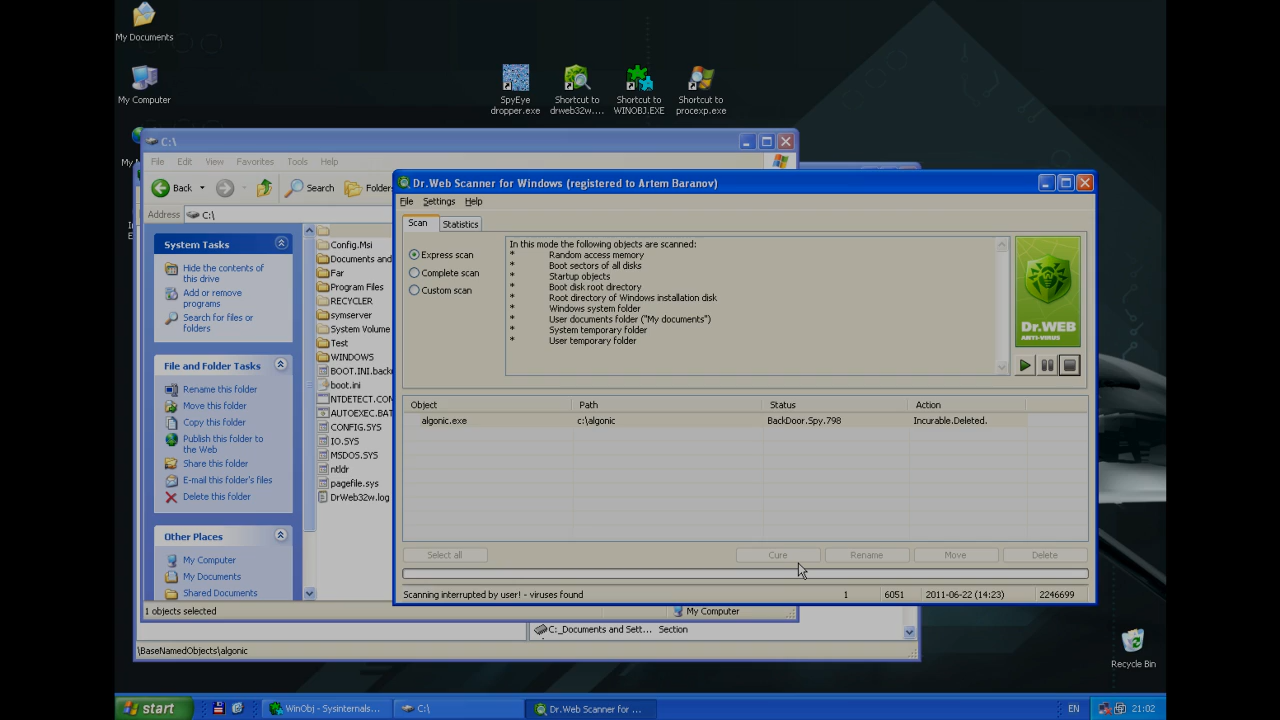 My Documents
My Computer
SpyEye
dropper.exe
Shortcut to
drweb32w....
Shortcut to
WINOBJ.EXE
Shortcut to
procexp.exe
C:\
File Edit View Favorites Tools Help
Back Search Folders
Address C:\
System Tasks
Hide the contents of
this drive
Add or remove
programs
Search for files or
folders
File and Folder Tasks
Rename this folder
Move this folder
Copy this folder
Publish this folder to
the Web
Share this folder
E-mail this folder's files
Delete this folder
Other Places
My Computer
My Documents
Shared Documents
Config.Msi
Documents and
Far
Program Files
RECYCLER
symserver
System Volume
Test
WINDOWS
BOOT.INI.back
boot.ini
NTDETECT.COM
AUTOEXEC.BAT
CONFIG.SYS
IO.SYS
MSDOS.SYS
ntldr
pagefile.sys
DrWeb32w.log
1 objects selected
My Computer
C:_Documents and Sett... Section
\BaseNamedObjects\algonic
Dr.Web Scanner for Windows (registered to Artem Baranov)
File Settings Help
Scan Statistics
Express scan
Complete scan
Custom scan
In this mode the following objects are scanned:
* Random access memory
* Boot sectors of all disks
* Startup objects
* Boot disk root directory
* Root directory of Windows installation disk
* Windows system folder
* User documents folder ("My documents")
* System temporary folder
* User temporary folder
Dr.WEB
ANTI-VIRUS
Object Path Status Action
algonic.exe c:\algonic BackDoor.Spy.798 Incurable.Deleted.
Select all Cure Rename Move Delete
Scanning interrupted by user! - viruses found 1 6051 2011-06-22 (14:23) 2246699
Recycle Bin
start WinObj - Sysinternals... C:\ Dr.Web Scanner for ... EN 21:02